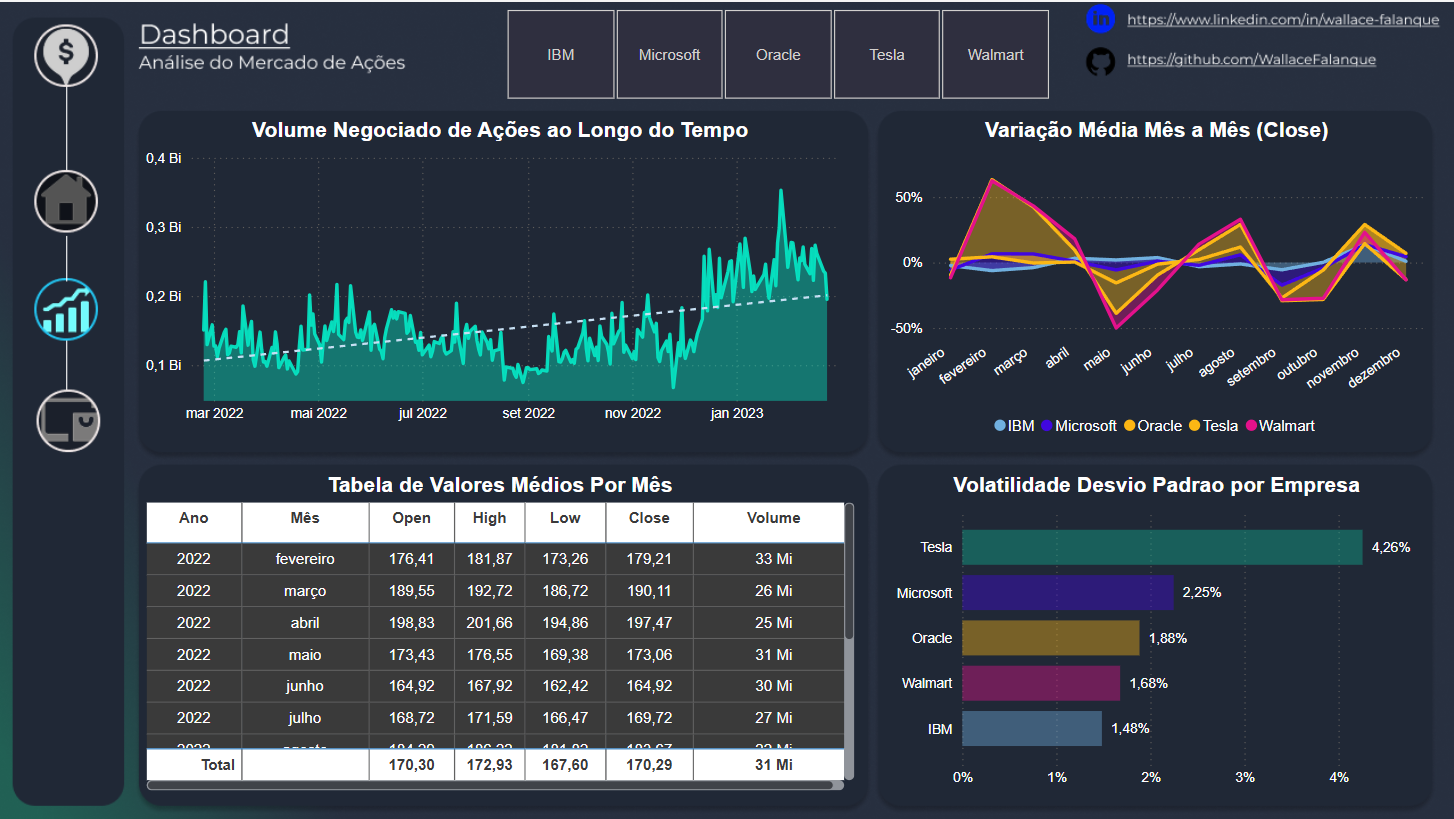 Dashboard
Análise do Mercado de Ações
IBM
Microsoft
Oracle
Tesla
Walmart
in
https://www.linkedin.com/in/wallace-falanque
https://github.com/WallaceFalanque
$
Volume Negociado de Ações ao Longo do Tempo
0,4 Bi
0,3 Bi
0,2 Bi
0,1 Bi
mar 2022 mai 2022 jul 2022 set 2022 nov 2022 jan 2023
Variação Média Mês a Mês (Close)
50%
0%
-50%
janeiro fevereiro março abril maio junho julho agosto setembro outubro novembro dezembro
IBM Microsoft Oracle Tesla Walmart
Tabela de Valores Médios Por Mês
Ano Mês Open High Low Close Volume
2022 fevereiro 176,41 181,87 173,26 179,21 33 Mi
2022 março 189,55 192,72 186,72 190,11 26 Mi
2022 abril 198,83 201,66 194,86 197,47 25 Mi
2022 maio 173,43 176,55 169,38 173,06 31 Mi
2022 junho 164,92 167,92 162,42 164,92 30 Mi
2022 julho 168,72 171,59 166,47 169,72 27 Mi
Total 170,30 172,93 167,60 170,29 31 Mi
Volatilidade Desvio Padrao por Empresa
Tesla 4,26%
Microsoft 2,25%
Oracle 1,88%
Walmart 1,68%
IBM 1,48%
0% 1% 2% 3% 4%